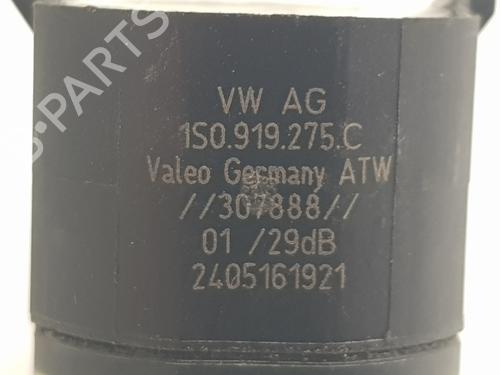 VW AG
1S0.919.275.C
Valeo Germany ATW
//307888//
01 /29dB
2405161921
B-PARTS